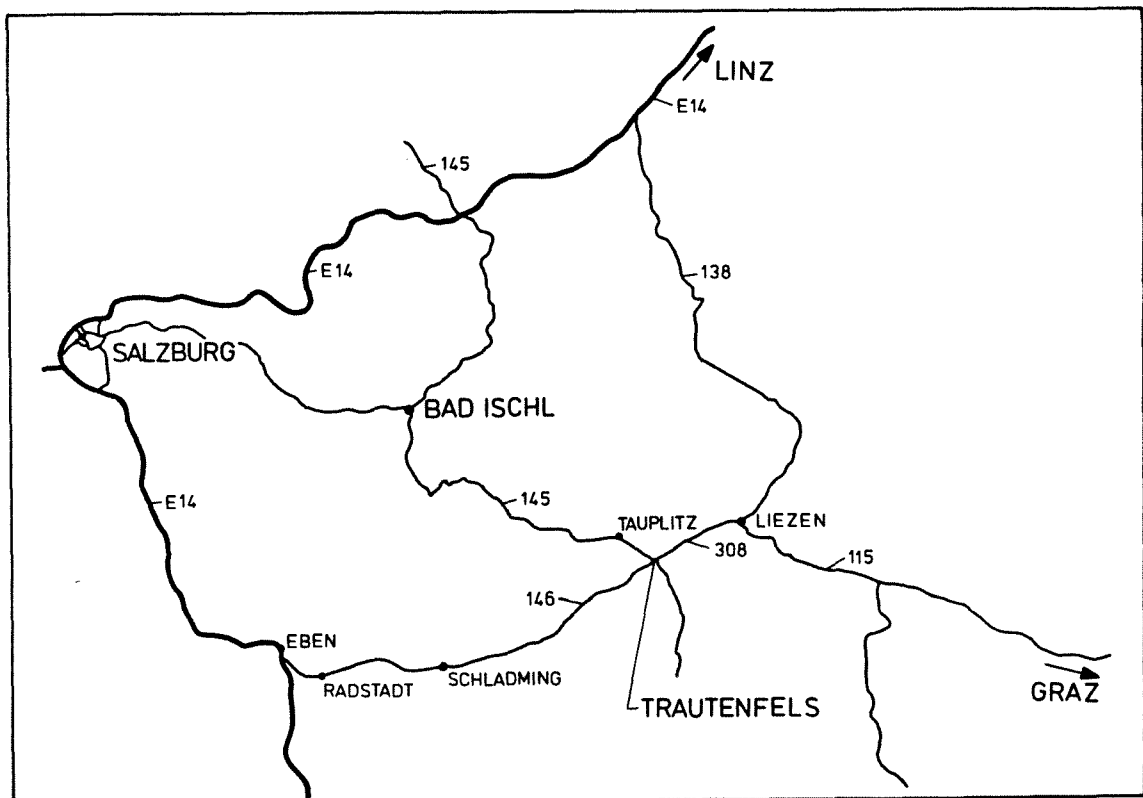 LINZ
E14
145
E14
138
SALZBURG
BAD ISCHL
E14
145
TAUPLITZ
LIEZEN
308
115
146
EBEN
RADSTADT
SCHLADMING
TRAUTENFELS
GRAZ